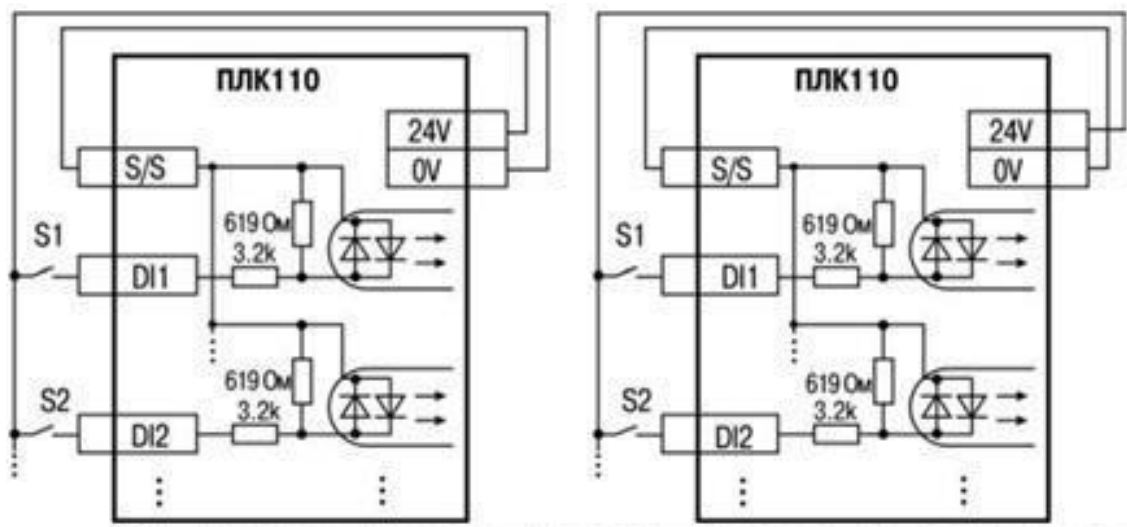 ПЛК110
24V
S/S
0V
619 Ом
S1
3.2k
DI1
619 Ом
S2
3.2k
DI2
ПЛК110
24V
S/S
0V
619 Ом
S1
3.2k
DI1
619 Ом
S2
3.2k
DI2